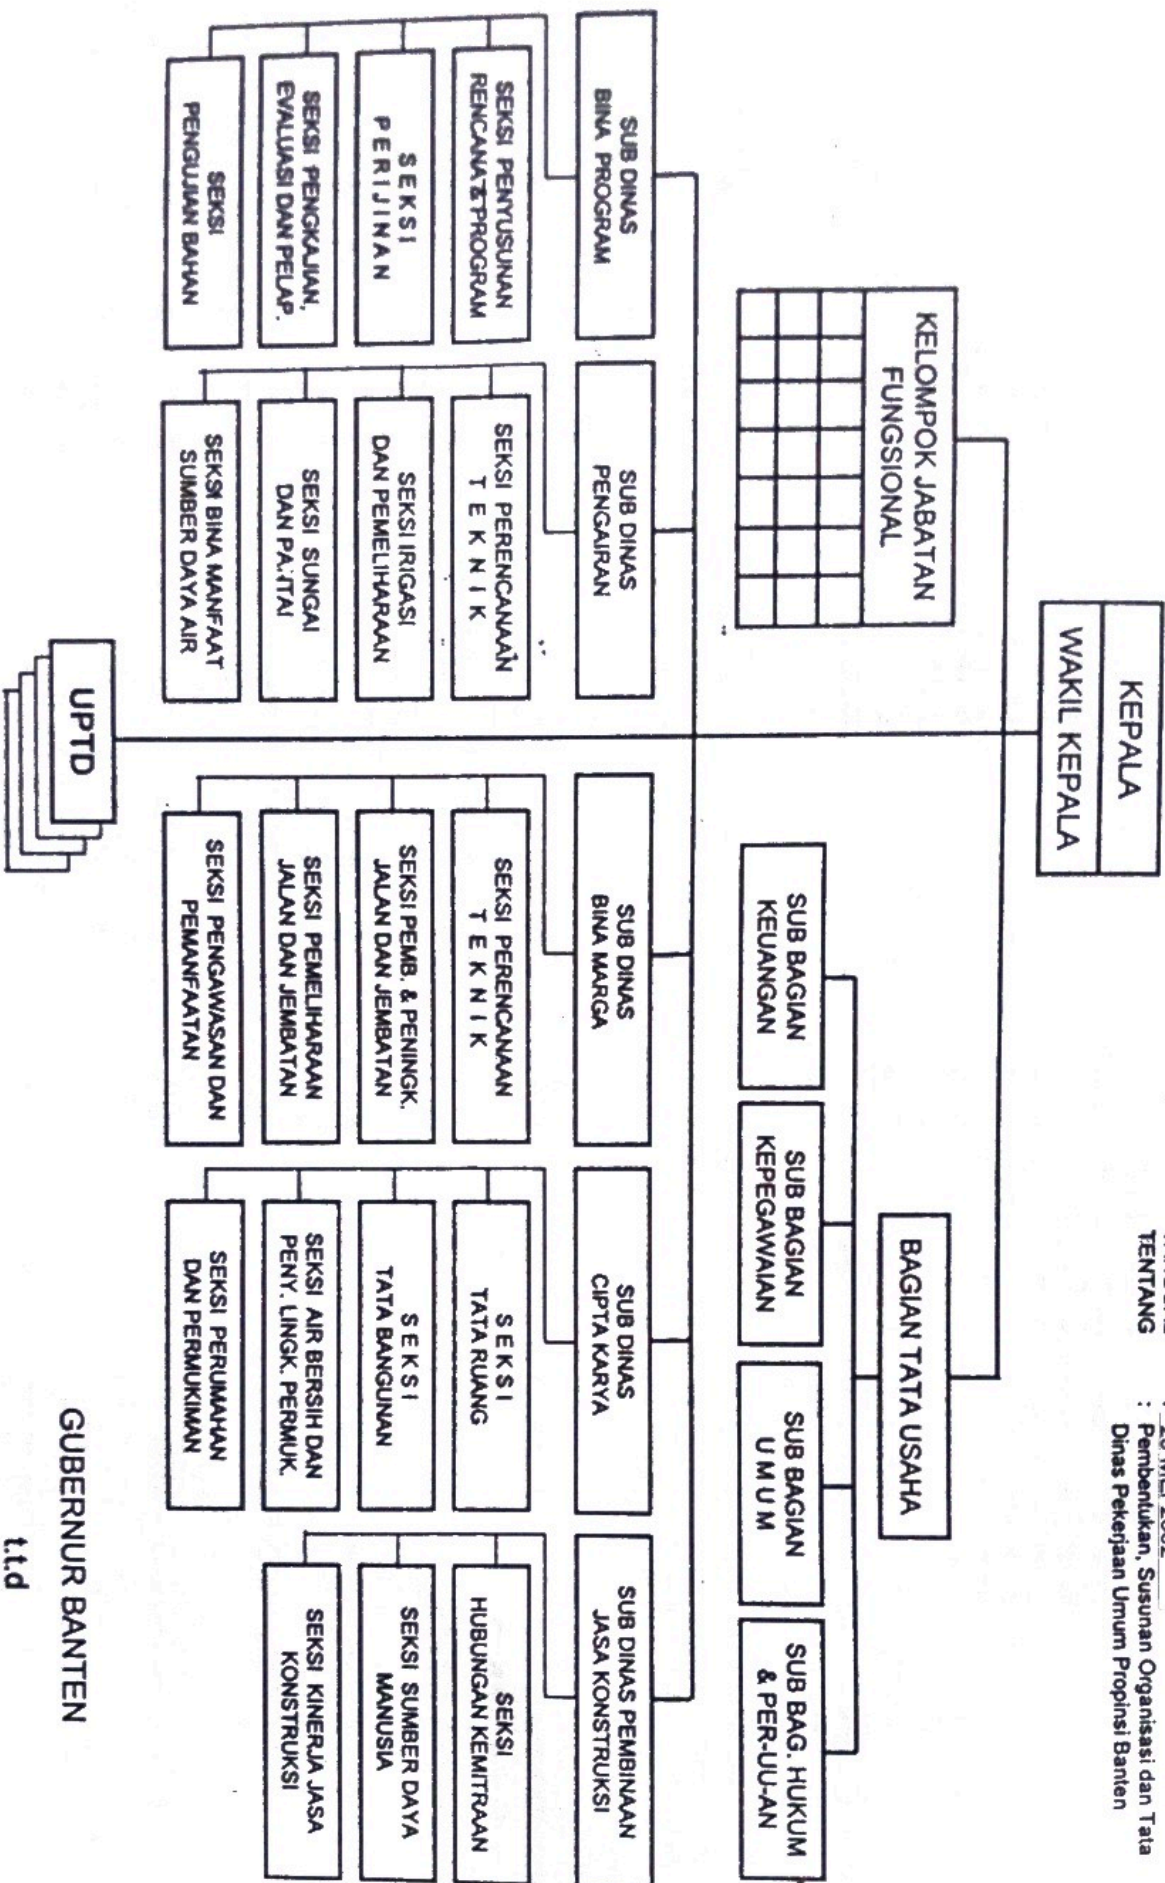 TENTANG : Pembentukan, Susunan Organisasi dan Tata
Dinas Pekerjaan Umum Propinsi Banten
KEPALA
WAKIL KEPALA
KELOMPOK JABATAN
FUNGSIONAL
BAGIAN TATA USAHA
SUB BAGIAN
KEUANGAN
SUB BAGIAN
KEPEGAWAIAN
SUB BAGIAN
U M U M
SUB BAG. HUKUM
& PER-UU-AN
SUB DINAS
BINA PROGRAM
SEKSI PENYUSUNAN
RENCANA & PROGRAM
S E K S I
P E R I J I N A N
SEKSI PENGKAJIAN,
EVALUASI DAN PELAP.
SEKSI
PENGUJIAN BAHAN
SUB DINAS
PENGAIRAN
SEKSI PERENCANAAN
T E K N I K
SEKSI IRIGASI
DAN PEMELIHARAAN
SEKSI SUNGAI
DAN PANTAI
SEKSI BINA MANFAAT
SUMBER DAYA AIR
SUB DINAS
BINA MARGA
SEKSI PERENCANAAN
T E K N I K
SEKSI PEMB. & PENINGK.
JALAN DAN JEMBATAN
SEKSI PEMELIHARAAN
JALAN DAN JEMBATAN
SEKSI PENGAWASAN DAN
PEMANFAATAN
SUB DINAS
CIPTA KARYA
S E K S I
TATA RUANG
S E K S I
TATA BANGUNAN
SEKSI AIR BERSIH DAN
PENY. LINGK. PERMUK.
SEKSI PERUMAHAN
DAN PERMUKIMAN
SUB DINAS PEMBINAAN
JASA KONSTRUKSI
SEKSI
HUBUNGAN KEMITRAAN
SEKSI SUMBER DAYA
MANUSIA
SEKSI KINERJA JASA
KONSTRUKSI
UPTD
GUBERNUR BANTEN
t.t.d